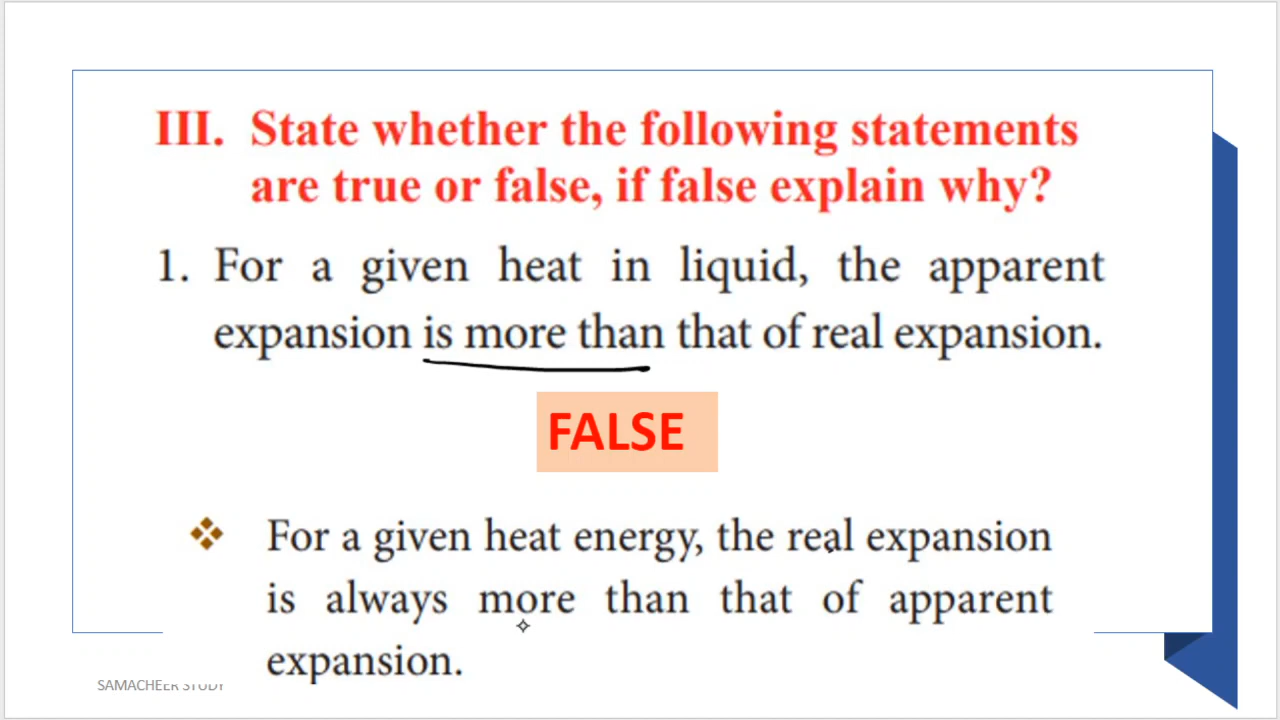 III. State whether the following statements
are true or false, if false explain why?
1. For a given heat in liquid, the apparent
expansion is more than that of real expansion.
FALSE
❖ For a given heat energy, the real expansion
is always more than that of apparent
expansion.
SAMACHEER STUDY